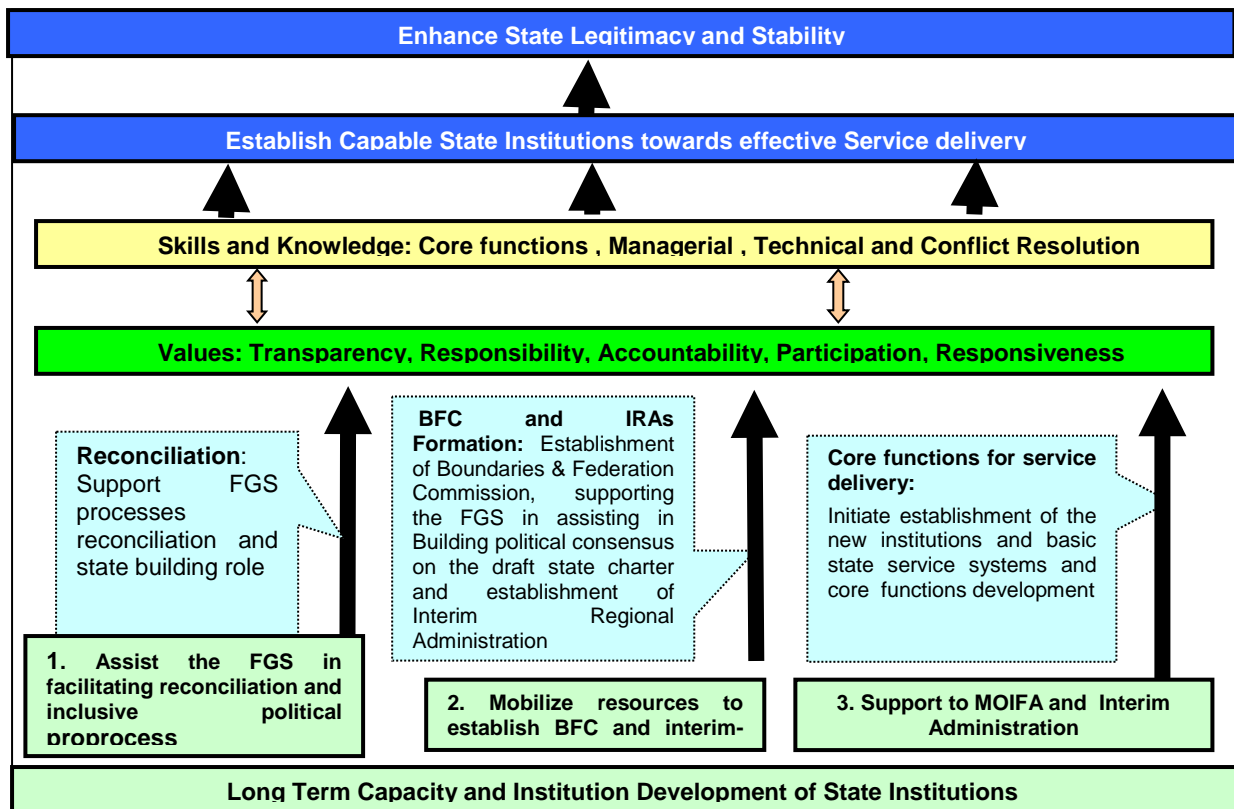 Enhance State Legitimacy and Stability
Establish Capable State Institutions towards effective Service delivery
Skills and Knowledge: Core functions , Managerial , Technical and Conflict Resolution
Values: Transparency, Responsibility, Accountability, Participation, Responsiveness
Reconciliation:
Support FGS
processes
reconciliation and
state building role
BFC and IRAs
Formation: Establishment
of Boundaries & Federation
Commission, supporting
the FGS in assisting in
Building political consensus
on the draft state charter
and establishment of
Interim Regional
Administration
Core functions for service
delivery:
Initiate establishment of the
new institutions and basic
state service systems and
core functions development
1. Assist the FGS in
facilitating reconciliation and
inclusive political
proprocess
2. Mobilize resources to
establish BFC and interim-
3. Support to MOIFA and Interim
Administration
Long Term Capacity and Institution Development of State Institutions